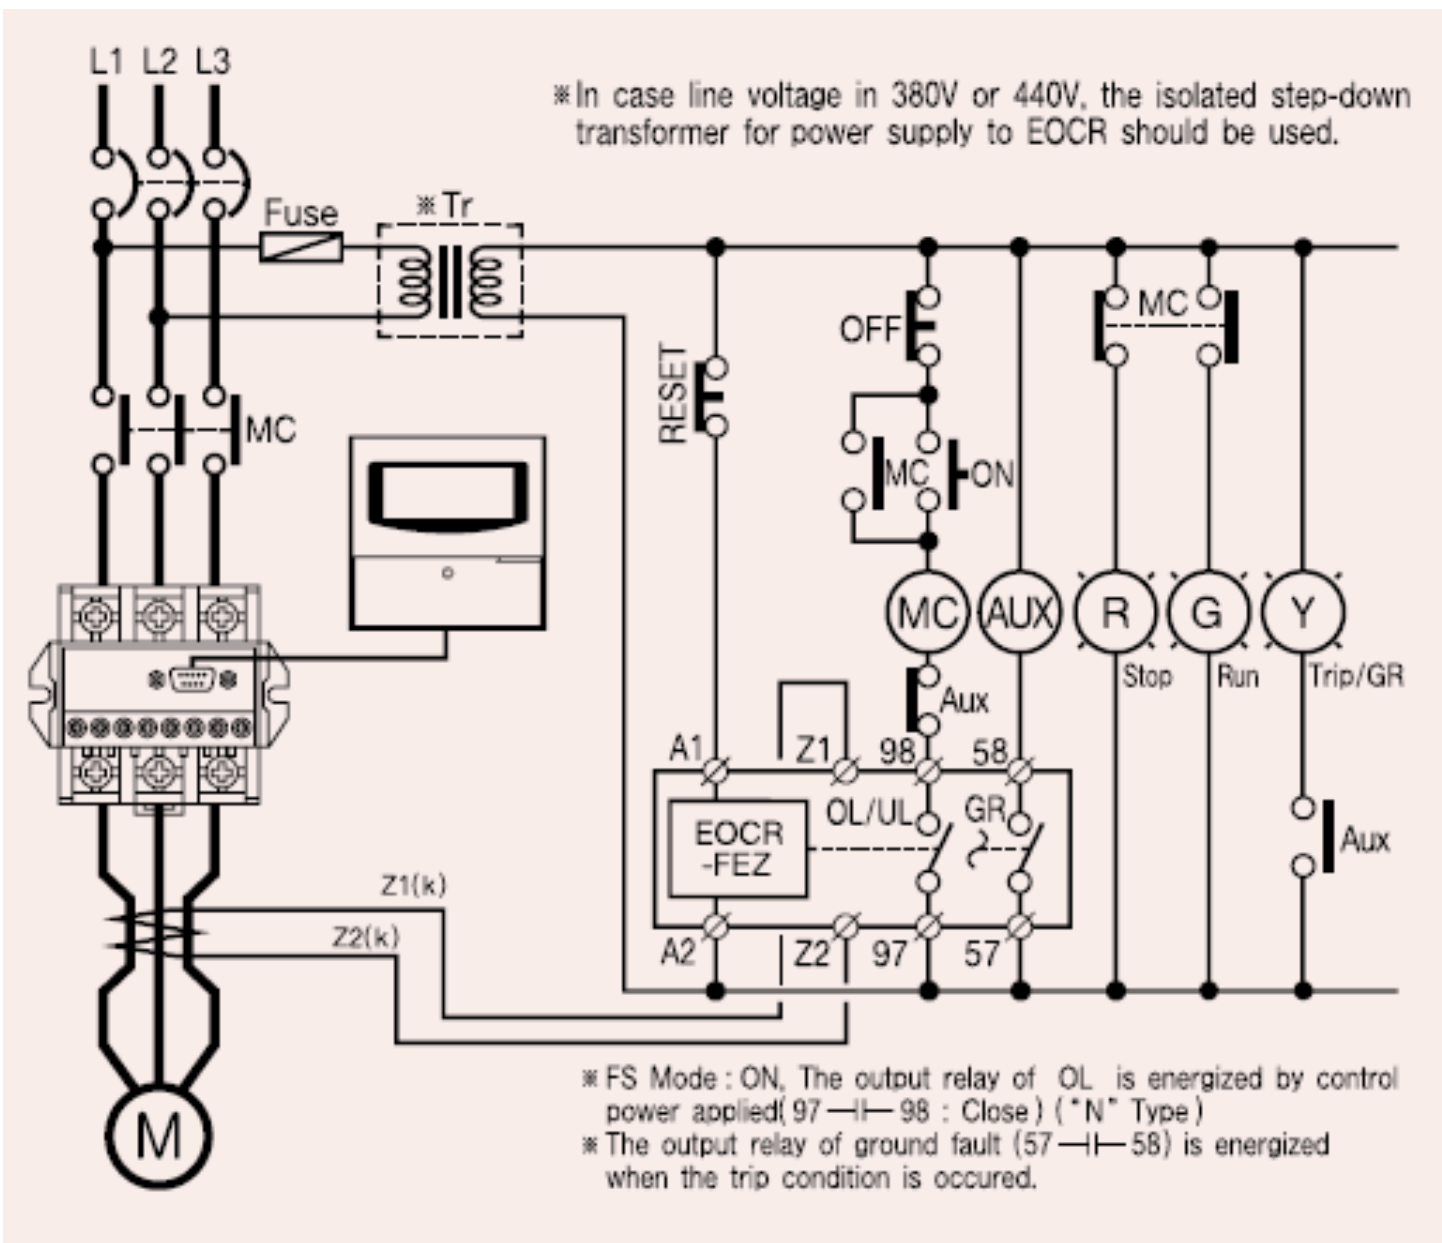 L1 L2 L3
※In case line voltage in 380V or 440V, the isolated step-down
transformer for power supply to EOCR should be used.
Fuse
※Tr
MC
OFF
RESET
MC
MC
ON
MC
AUX
R
G
Y
Stop
Run
Trip/GR
Aux
A1
Z1
98
58
OL/UL
GR
EOCR
-FEZ
Aux
Z1(k)
Z2(k)
A2
Z2
97
57
※FS Mode : ON, The output relay of OL is energized by control
power applied(97 98 : Close) ("N" Type)
※The output relay of ground fault (57 58) is energized
when the trip condition is occured.
M